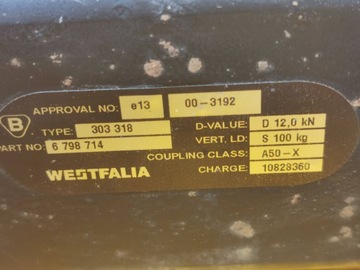 APPROVAL NO: e13 00-3192
B
TYPE: 303 318 D-VALUE: D 12,0 kN
PART NO: 6 798 714 VERT. LD: S 100 kg
COUPLING CLASS: A50-X
WESTFALIA CHARGE: 10828360